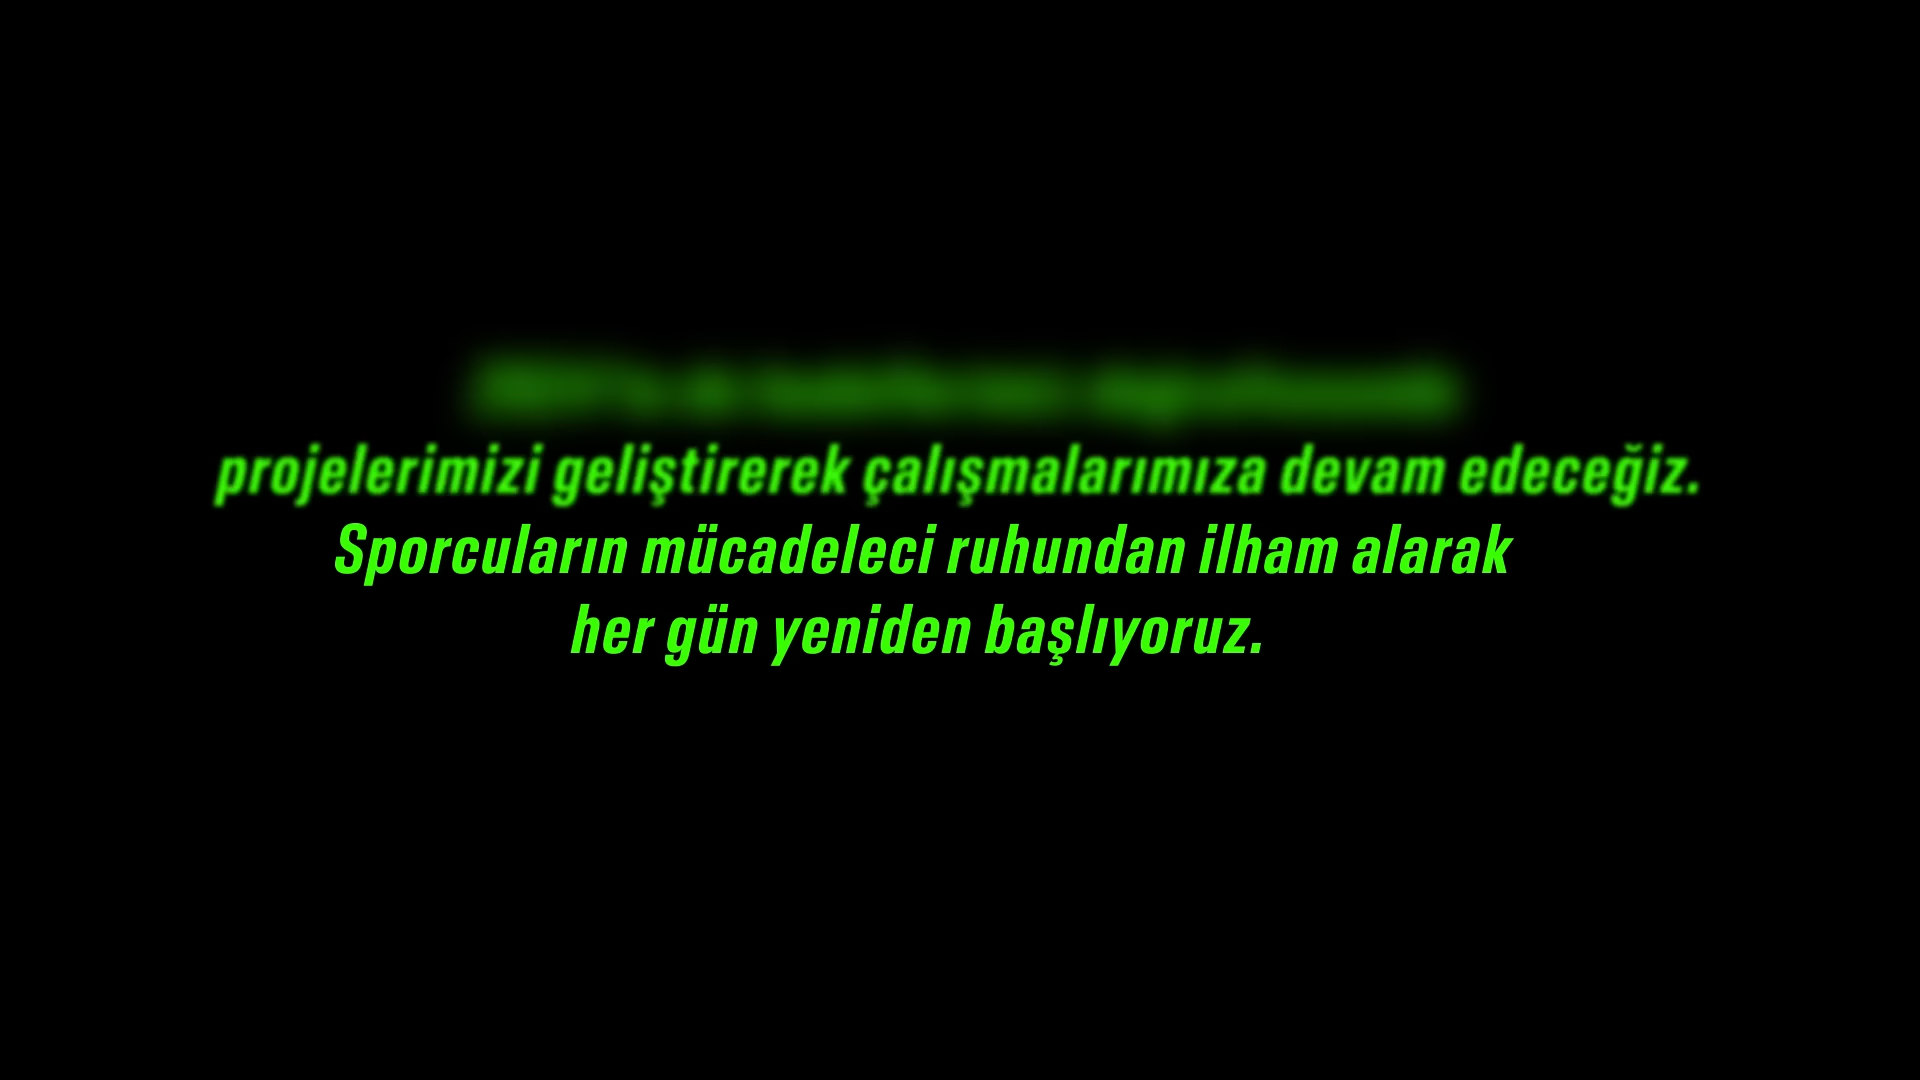 projelerimizi geliştirerek çalışmalarımıza devam edeceğiz.
Sporcuların mücadeleci ruhundan ilham alarak
her gün yeniden başlıyoruz.